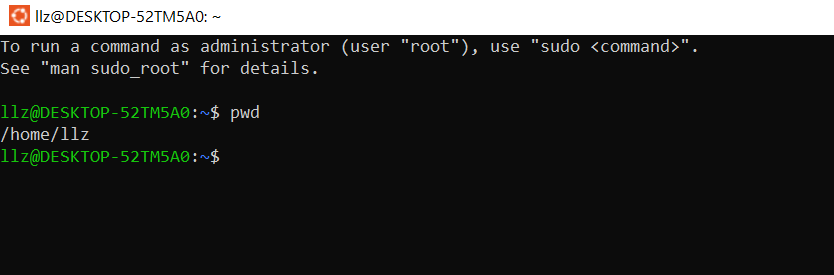 llz@DESKTOP-52TM5A0: ~
To run a command as administrator (user "root"), use "sudo <command>".
See "man sudo_root" for details.
llz@DESKTOP-52TM5A0:~$ pwd
/home/llz
llz@DESKTOP-52TM5A0:~$